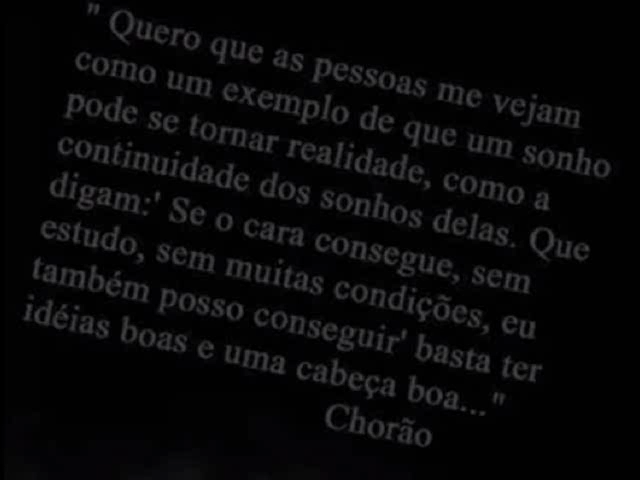 " Quero que as pessoas me vejam
como um exemplo de que um sonho
pode se tornar realidade, como a
continuidade dos sonhos delas. Que
digam:' Se o cara consegue, sem
estudo, sem muitas condições, eu
também posso conseguir' basta ter
idéias boas e uma cabeça boa..."
Chorão